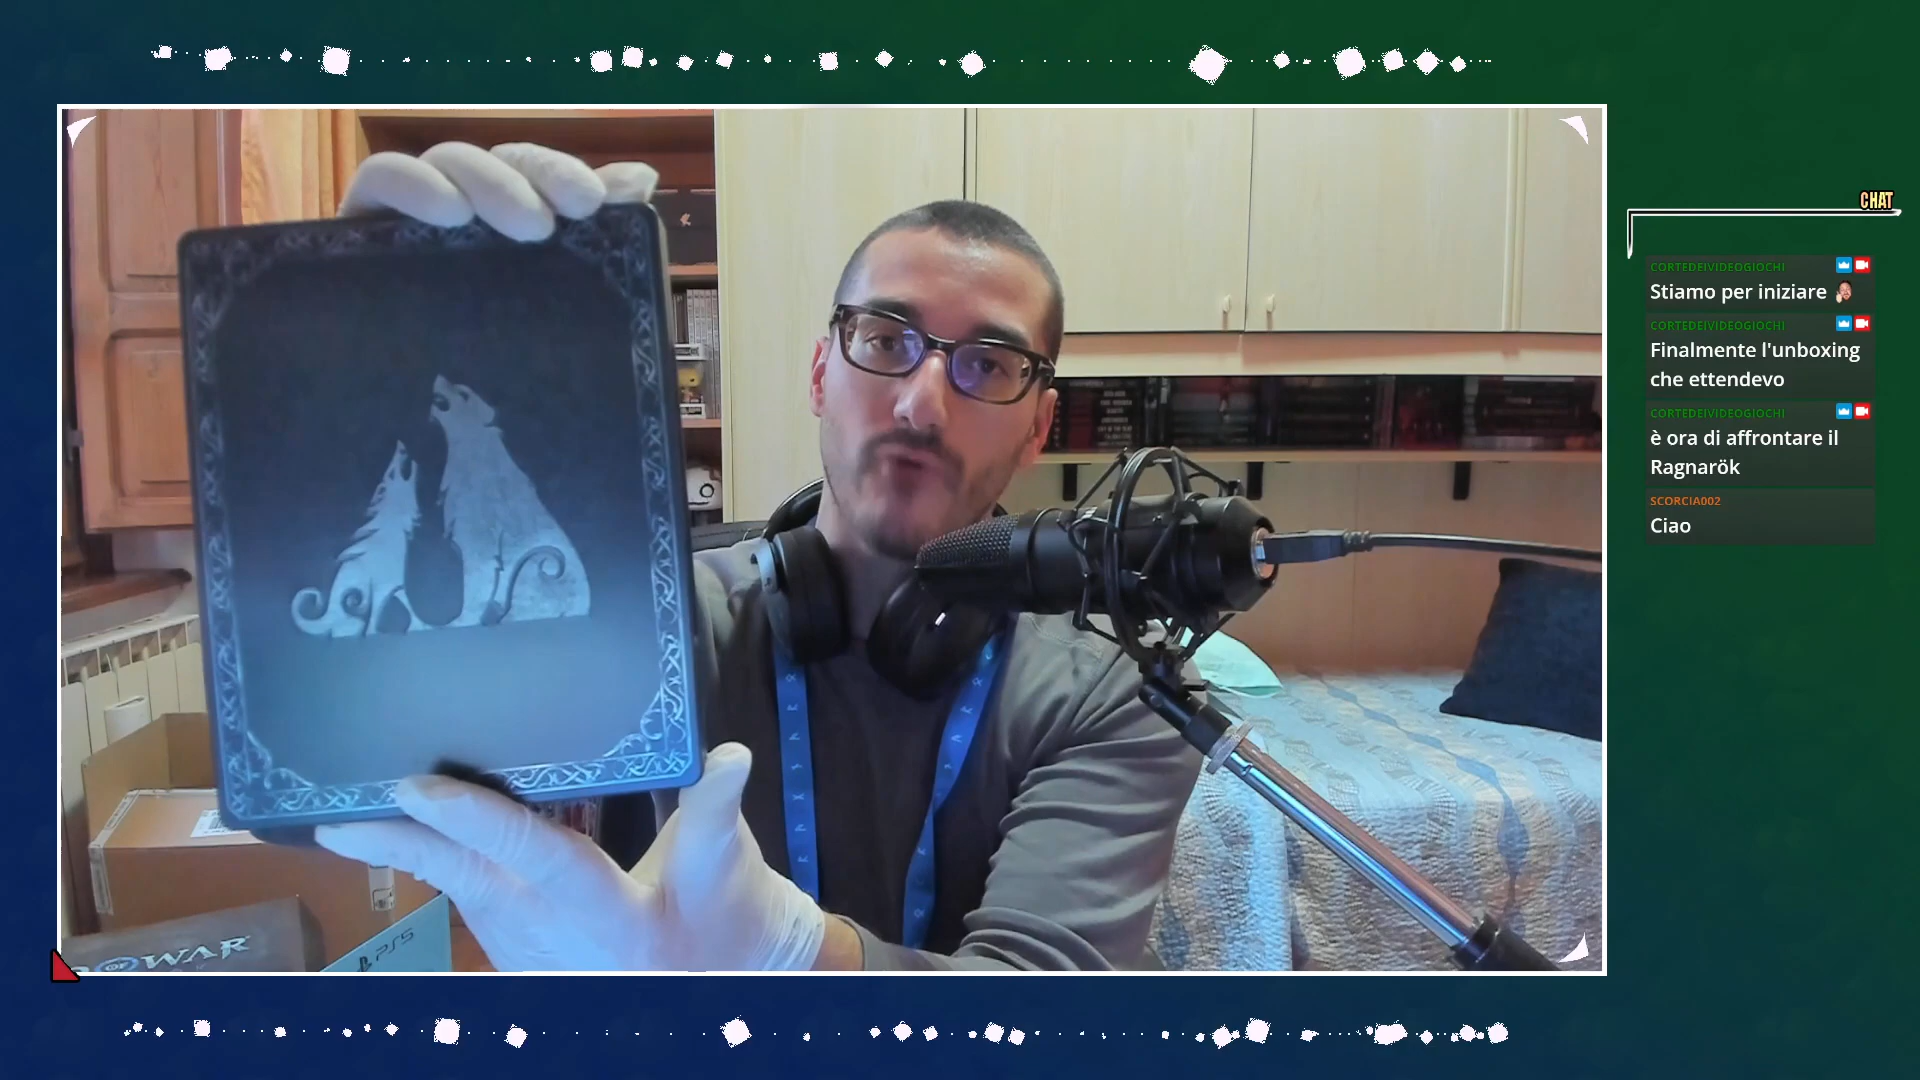 CHAT
CORTEDEIVIDEOGIOCHI
Stiamo per iniziare
CORTEDEIVIDEOGIOCHI
Finalmente l'unboxing
che ettendevo
CORTEDEIVIDEOGIOCHI
è ora di affrontare il
Ragnarök
SCORCIA002
Ciao
OF WAR
PS5